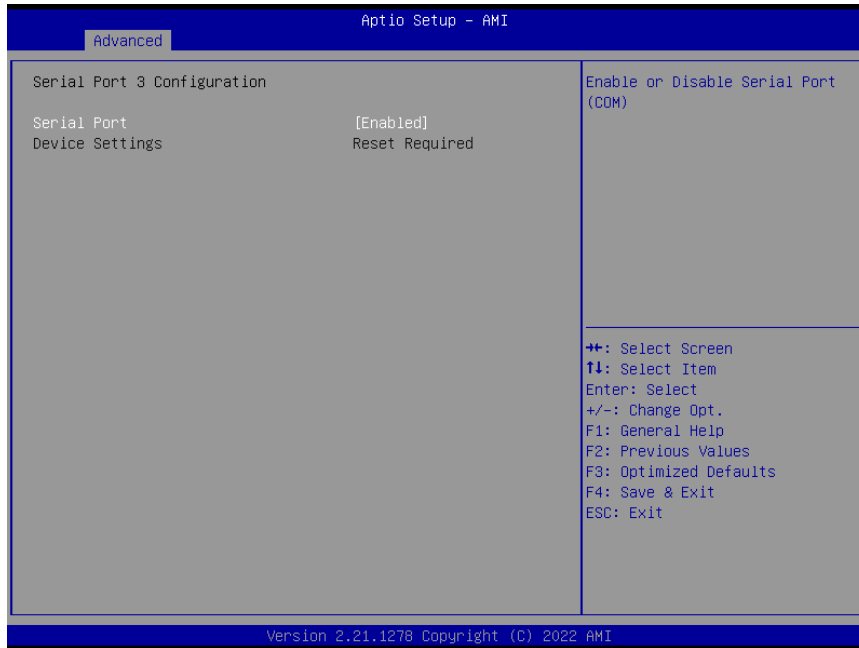 Aptio Setup – AMI
Advanced
Serial Port 3 Configuration
Serial Port [Enabled]
Device Settings Reset Required
Enable or Disable Serial Port
(COM)
→←: Select Screen
↑↓: Select Item
Enter: Select
+/-: Change Opt.
F1: General Help
F2: Previous Values
F3: Optimized Defaults
F4: Save & Exit
ESC: Exit
Version 2.21.1278 Copyright (C) 2022 AMI